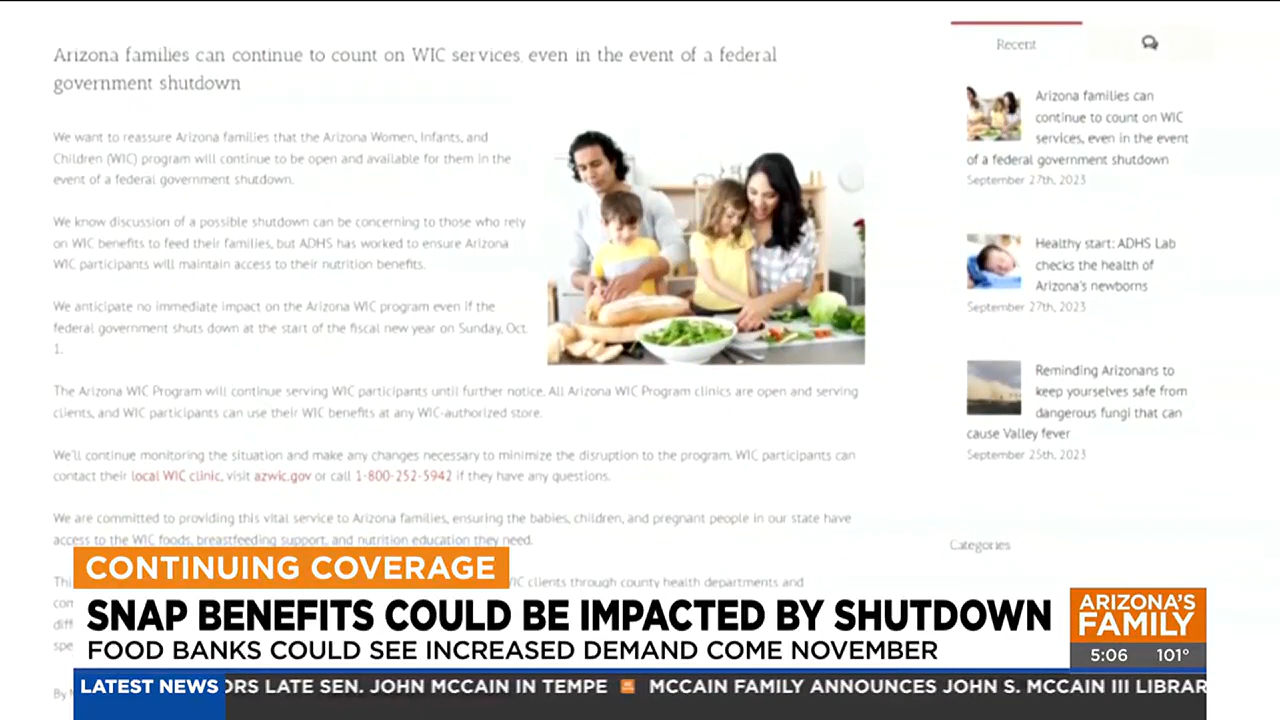 Arizona families can continue to count on WIC services, even in the event of a federal
government shutdown
We want to reassure Arizona families that the Arizona Women, Infants, and
Children (WIC) program will continue to be open and available for them in the
event of a federal government shutdown.
We know discussion of a possible shutdown can be concerning to those who rely
on WIC benefits to feed their families, but ADHS has worked to ensure Arizona
WIC participants will maintain access to their nutrition benefits.
We anticipate no immediate impact on the Arizona WIC program even if the
federal government shuts down at the start of the fiscal new year on Sunday, Oct.
1.
The Arizona WIC Program will continue serving WIC participants until further notice. All Arizona WIC Program clinics are open and serving
clients, and WIC participants can use their WIC benefits at any WIC-authorized store.
We'll continue monitoring the situation and make any changes necessary to minimize the disruption to the program. WIC participants can
contact their local WIC clinic, visit azwic.gov or call 1-800-252-5942 if they have any questions.
We are committed to providing this vital service to Arizona families, ensuring the babies, children, and pregnant people in our state have
access to the WIC foods, breastfeeding support, and nutrition education they need.
WIC clients through county health departments and
By
Recent
Arizona families can
continue to count on WIC
services, even in the event
of a federal government shutdown
September 27th, 2023
Healthy start: ADHS Lab
checks the health of
Arizona's newborns
September 27th, 2023
Reminding Arizonans to
keep yourselves safe from
dangerous fungi that can
cause Valley fever
September 25th, 2023
Categories
CONTINUING COVERAGE
SNAP BENEFITS COULD BE IMPACTED BY SHUTDOWN
FOOD BANKS COULD SEE INCREASED DEMAND COME NOVEMBER
ARIZONA'S
FAMILY
5:06 101°
LATEST NEWS ORS LATE SEN. JOHN MCCAIN IN TEMPE MCCAIN FAMILY ANNOUNCES JOHN S. MCCAIN III LIBRAR